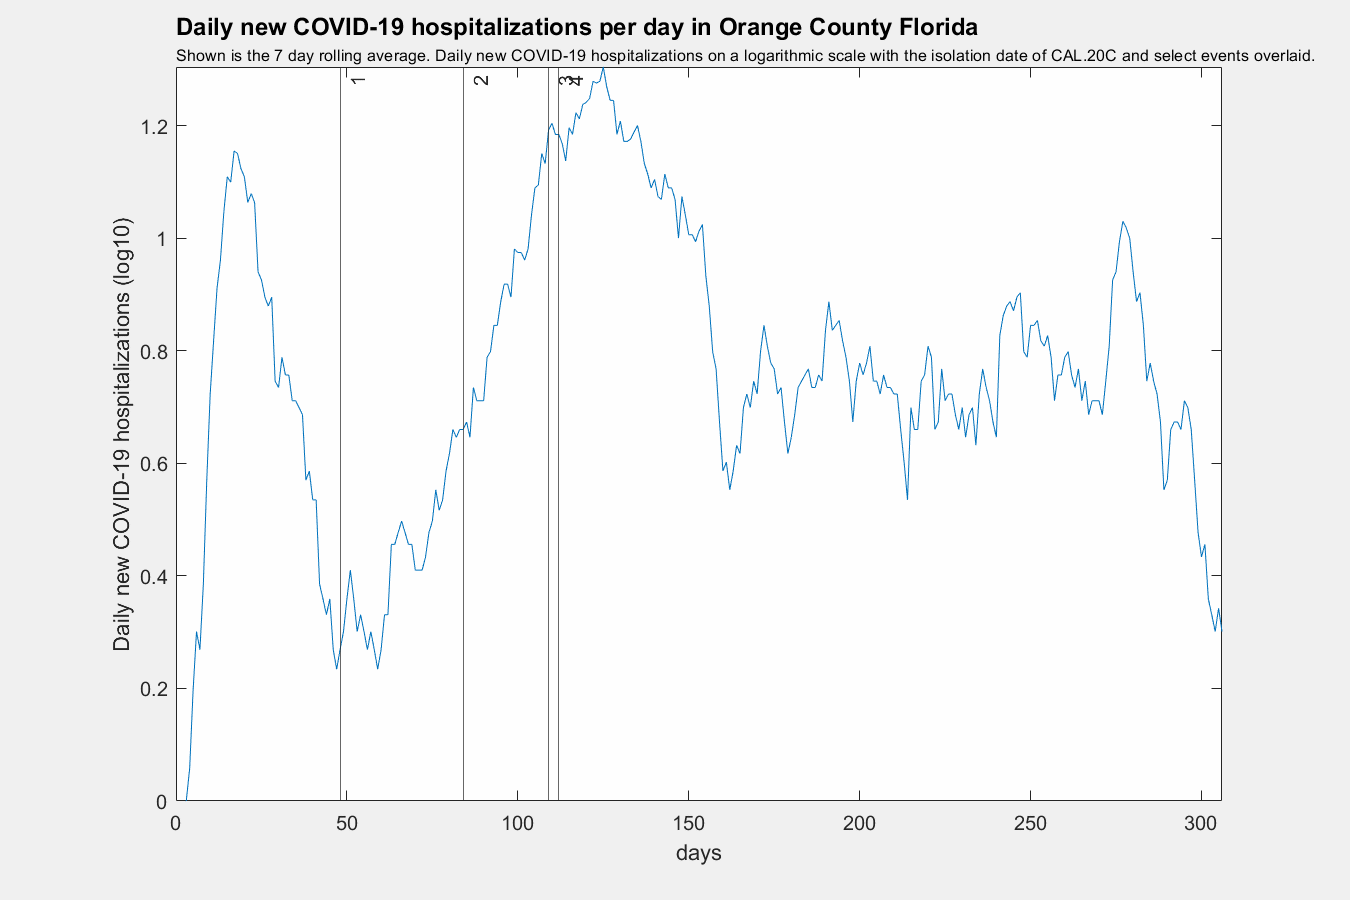 Daily new COVID-19 hospitalizations per day in Orange County Florida
Shown is the 7 day rolling average. Daily new COVID-19 hospitalizations on a logarithmic scale with the isolation date of CAL.20C and select events overlaid.
1
2
3
4
1.2
1
0.8
0.6
0.4
0.2
0
Daily new COVID-19 hospitalizations (log10)
0 50 100 150 200 250 300
days